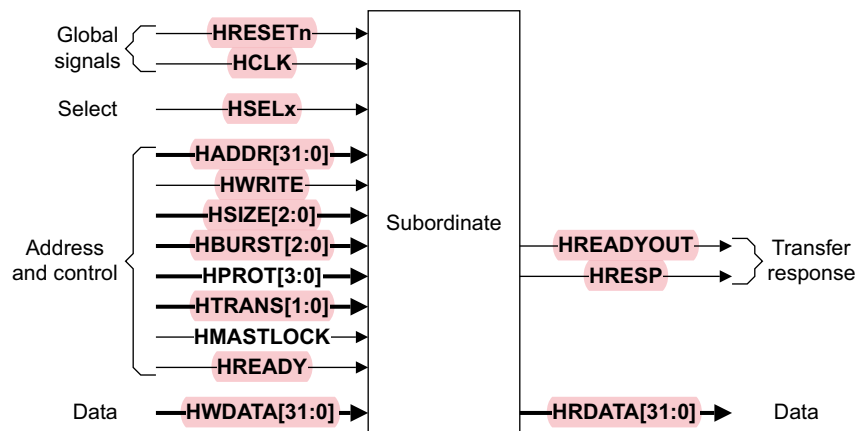 Global
signals
HRESETn
HCLK
Select
HSELx
Address
and control
HADDR[31:0]
HWRITE
HSIZE[2:0]
HBURST[2:0]
HPROT[3:0]
HTRANS[1:0]
HMASTLOCK
HREADY
Data
HWDATA[31:0]
Subordinate
HREADYOUT
HRESP
Transfer
response
HRDATA[31:0]
Data